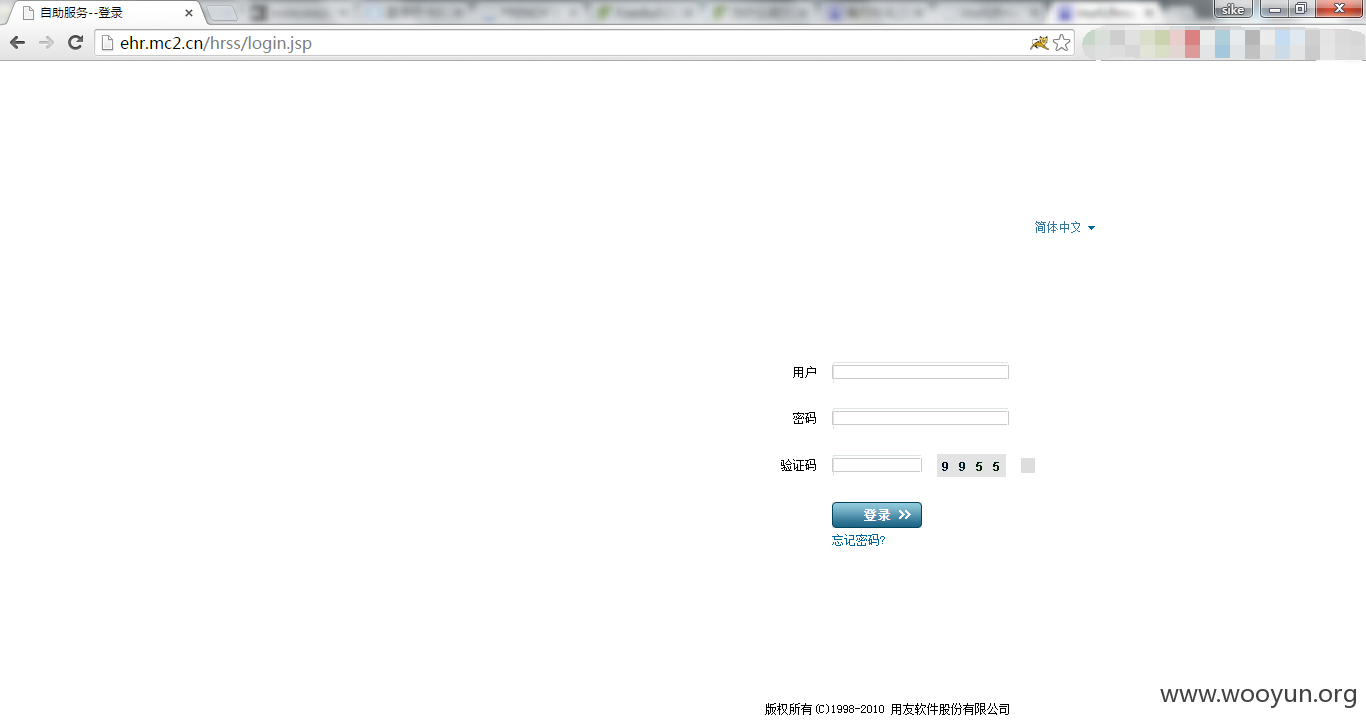 自助服务--登录
sike
ehr.mc2.cn/hrss/login.jsp
简体中文
用户
密码
验证码 9 9 5 5
登录
忘记密码?
www.wooyun.org
版权所有(C)1998-2010 用友软件股份有限公司